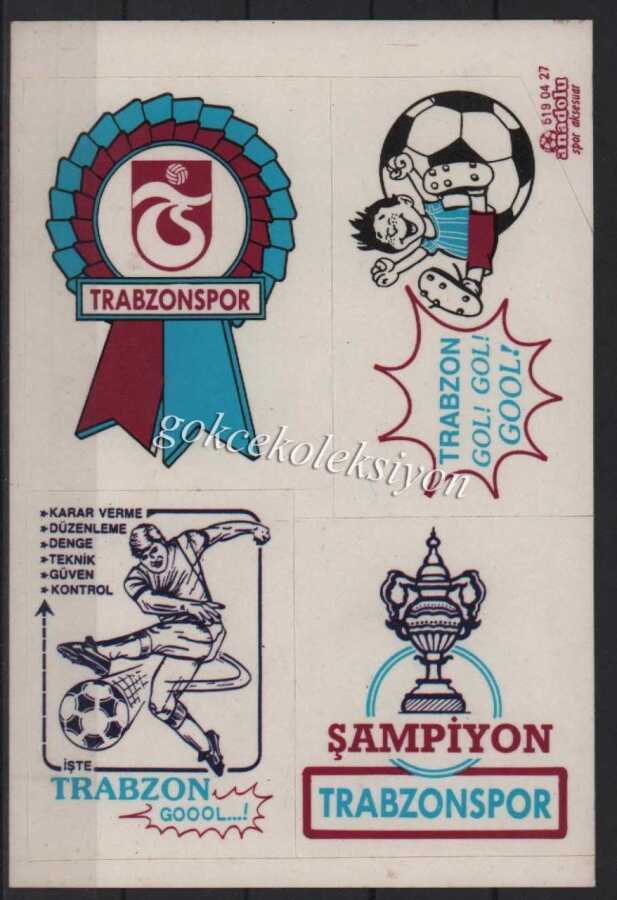 519 04 27
anadolu
spor aksesuar
TRABZONSPOR
TRABZON
GOL! GOL!
GOOL!
gokcekoleksiyon
KARAR VERME
DÜZENLEME
DENGE
TEKNİK
GÜVEN
KONTROL
İŞTE
TRABZON
GOOOL...!
ŞAMPİYON
TRABZONSPOR